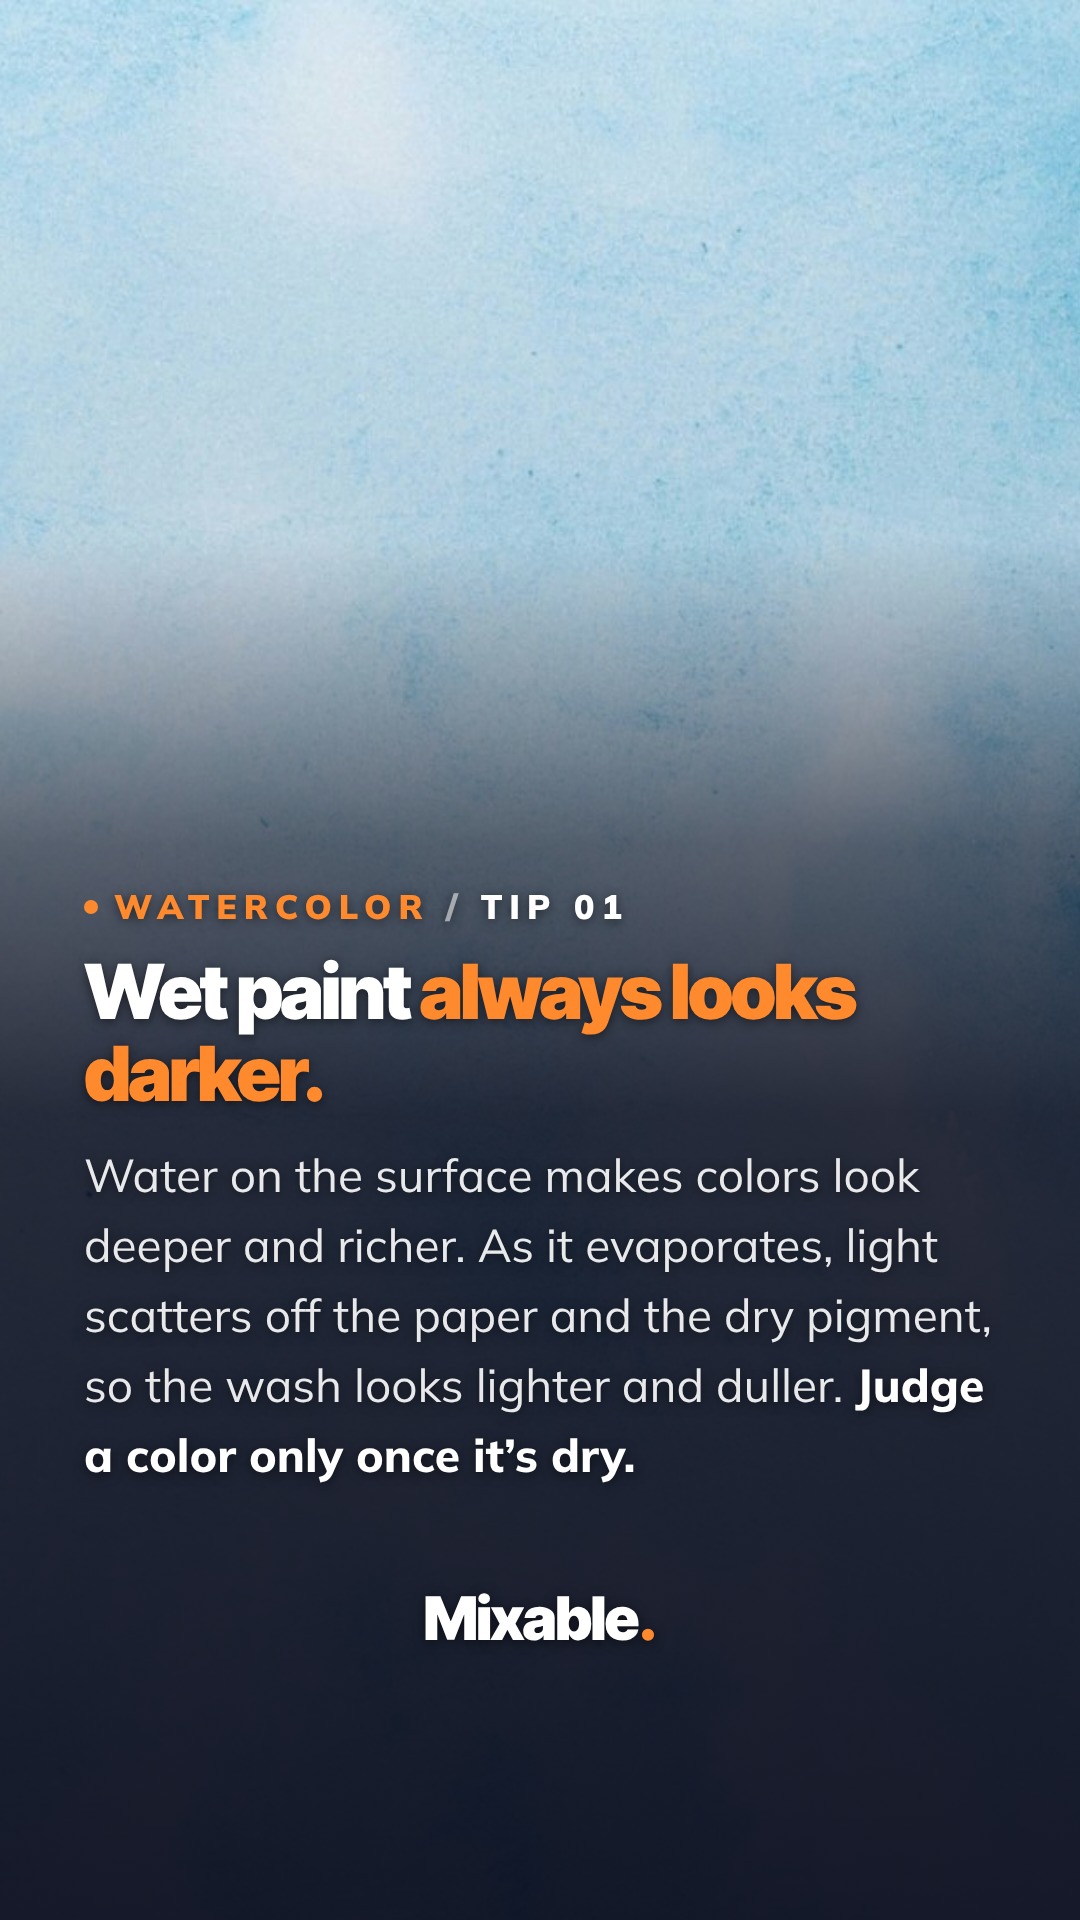 • WATERCOLOR / TIP 01
Wet paint always looks
darker.
Water on the surface makes colors look
deeper and richer. As it evaporates, light
scatters off the paper and the dry pigment,
so the wash looks lighter and duller. Judge
a color only once it’s dry.
Mixable.